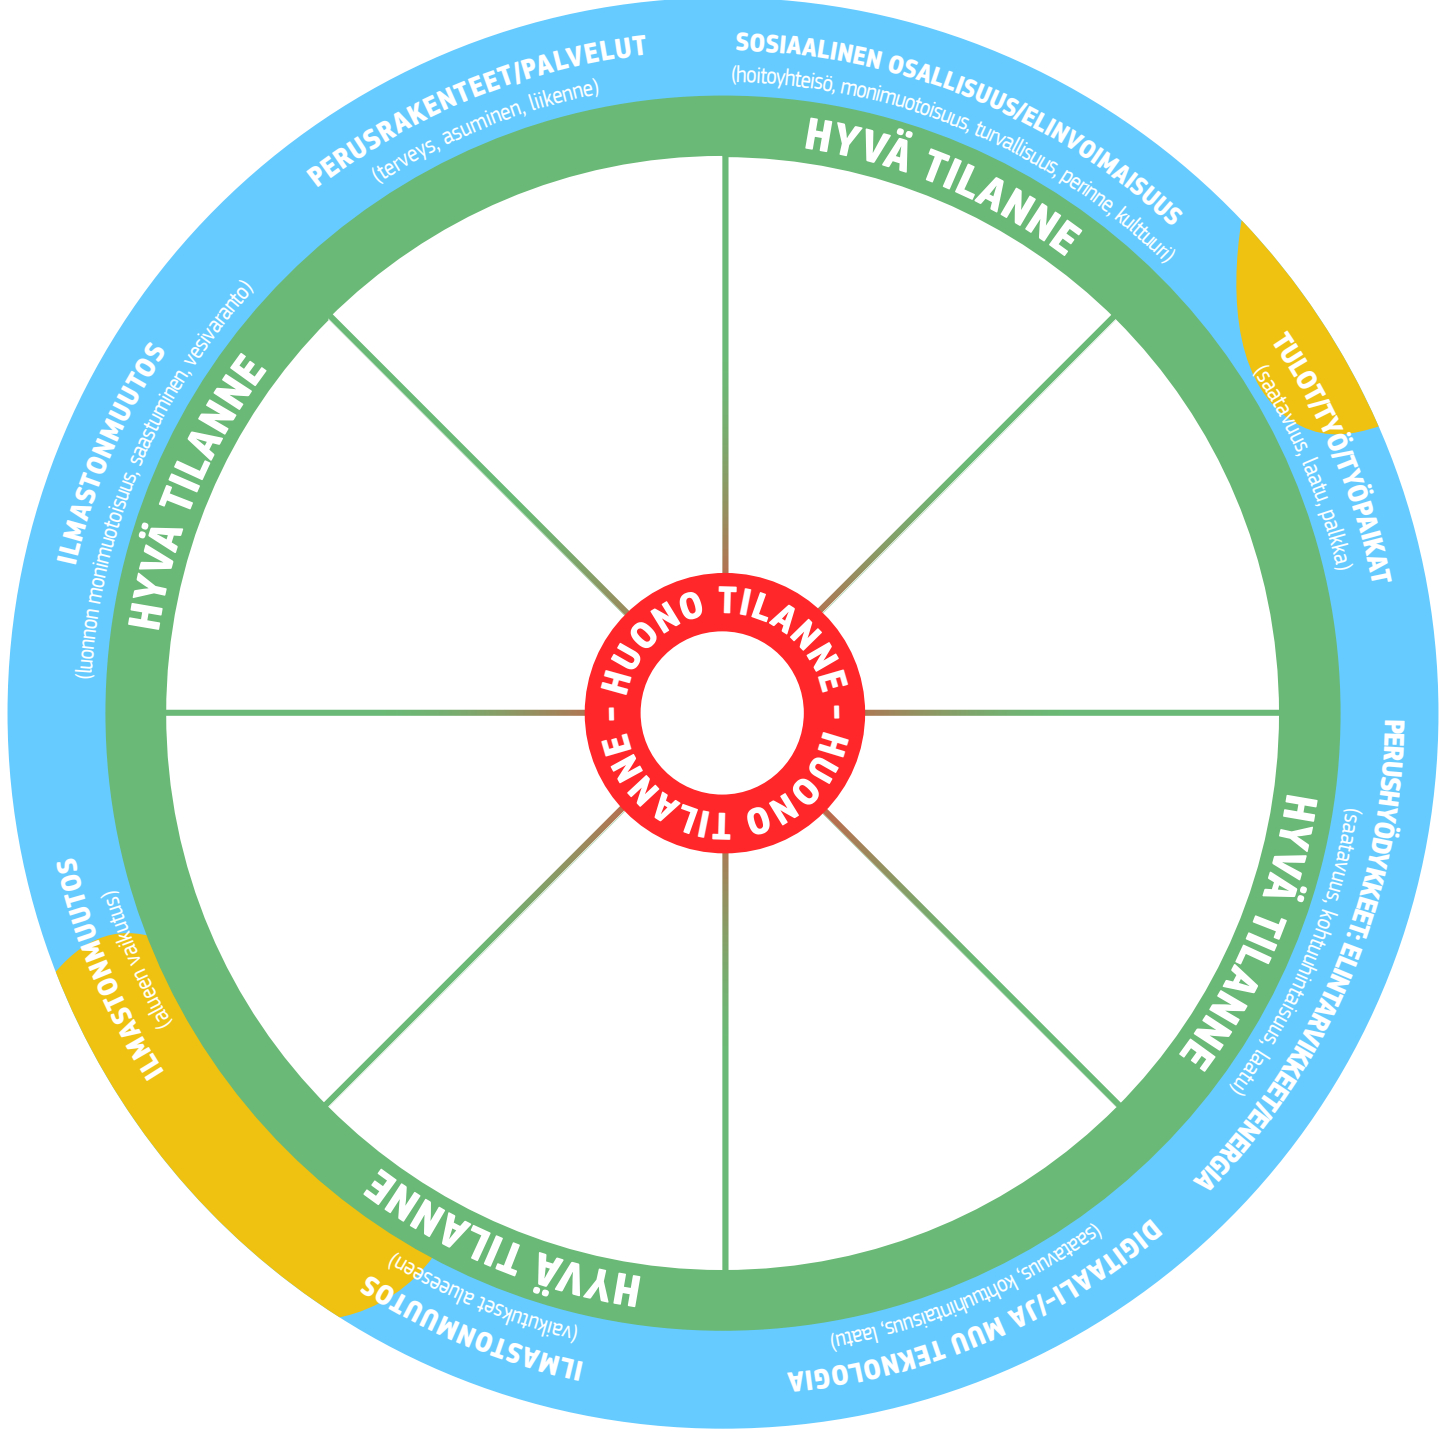 SOSIAALINEN OSALLISUUS/ELINVOIMAISUUS
(hoitoyhteisö, monimuotoisuus, turvallisuus, perinne, kulttuuri)
TULOT/TYÖ/TYÖPAIKAT
(saatavuus, laatu, palkka)
PERUSHYÖDYKKEET: ELINTARVIKKEET/ENERGIA
(saatavuus, kohtuuhintaisuus, laatu)
DIGITAALI-/JA MUU TEKNOLOGIA
(saatavuus, kohtuuhintaisuus, laatu)
ILMASTONMUUTOS
(vaikutukset alueeseen)
ILMASTONMUUTOS
(alueen vaikutus)
ILMASTONMUUTOS
(luonnon monimuotoisuus, saastuminen, vesivaranto)
PERUSRAKENTEET/PALVELUT
(terveys, asuminen, liikenne)
HYVÄ TILANNE
HYVÄ TILANNE
HYVÄ TILANNE
HYVÄ TILANNE
HUONO TILANNE - HUONO TILANNE -